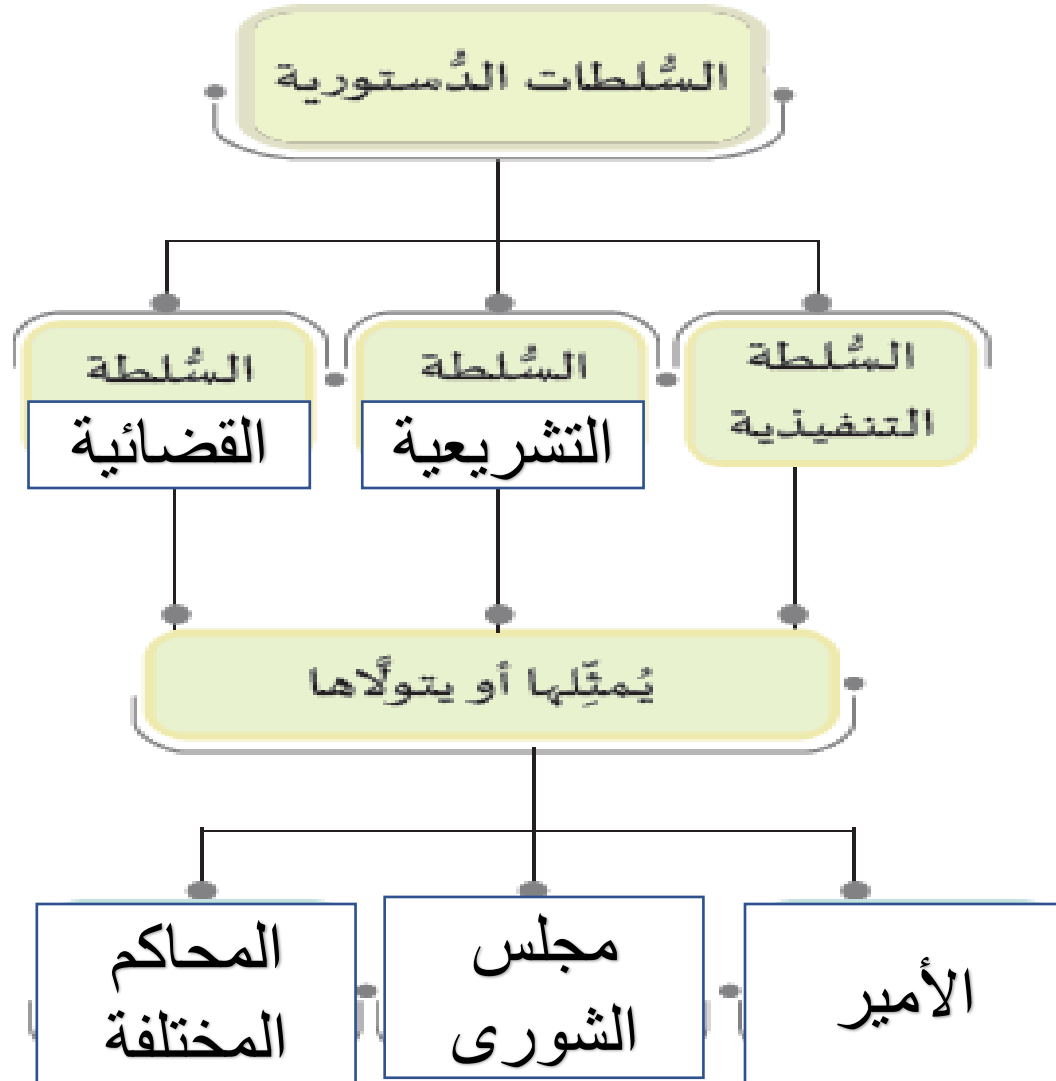 السُّلطات الدُّستورية
السُّلطة
التنفيذية
السُّلطة
التشريعية
السُّلطة
القضائية
يُمثِّلها أو يتولَّاها
الأمير
مجلس
الشورى
المحاكم
المختلفة